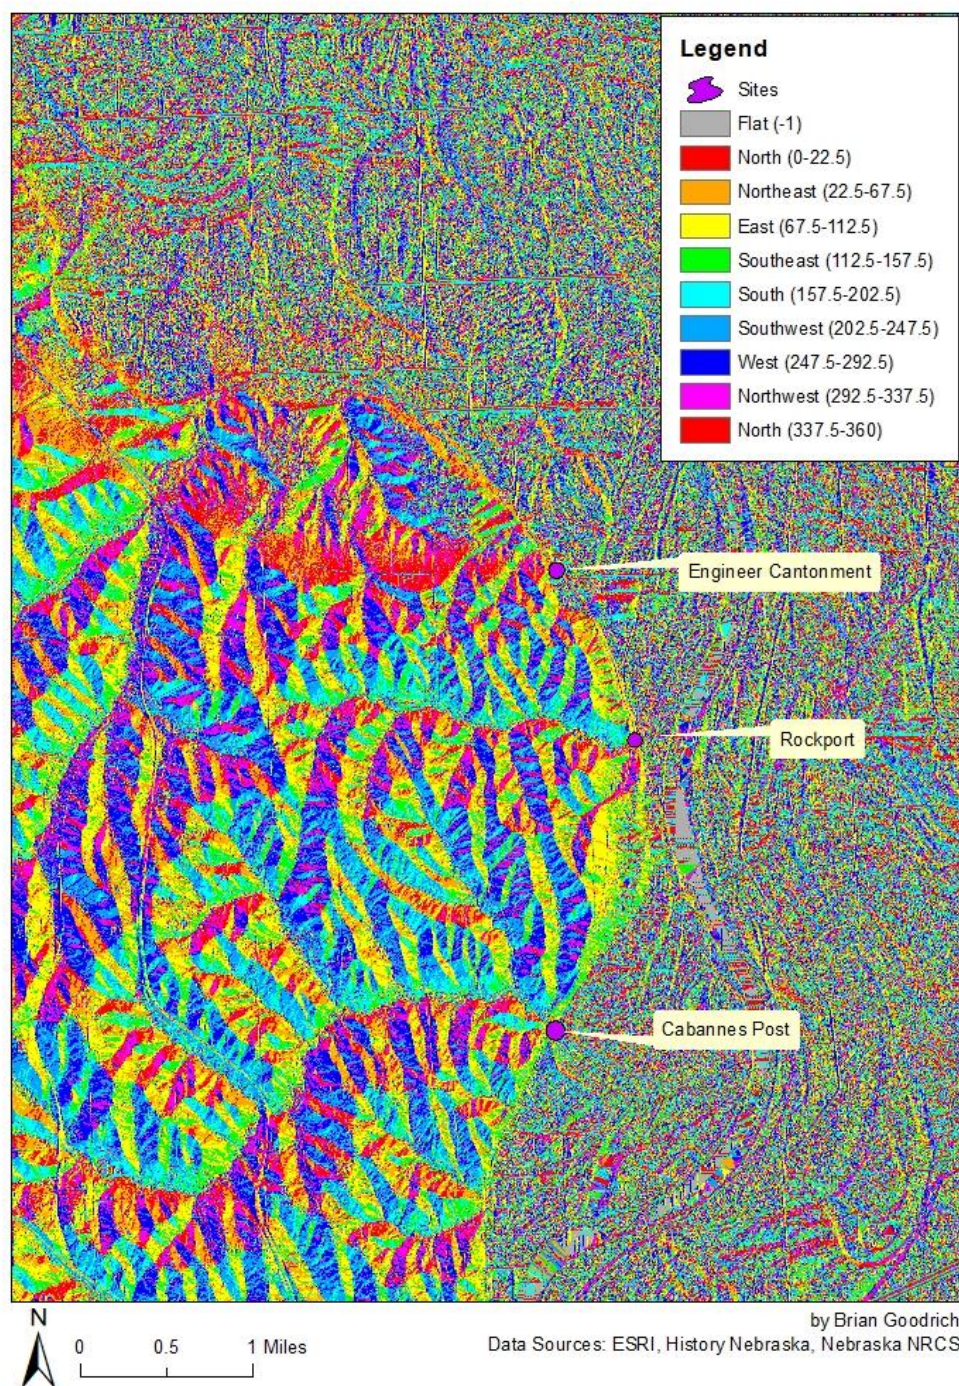 Legend
Sites
Flat (-1)
North (0-22.5)
Northeast (22.5-67.5)
East (67.5-112.5)
Southeast (112.5-157.5)
South (157.5-202.5)
Southwest (202.5-247.5)
West (247.5-292.5)
Northwest (292.5-337.5)
North (337.5-360)
Engineer Cantonment
Rockport
Cabannes Post
N
0 0.5 1 Miles
by Brian Goodrich
Data Sources: ESRI, History Nebraska, Nebraska NRCS